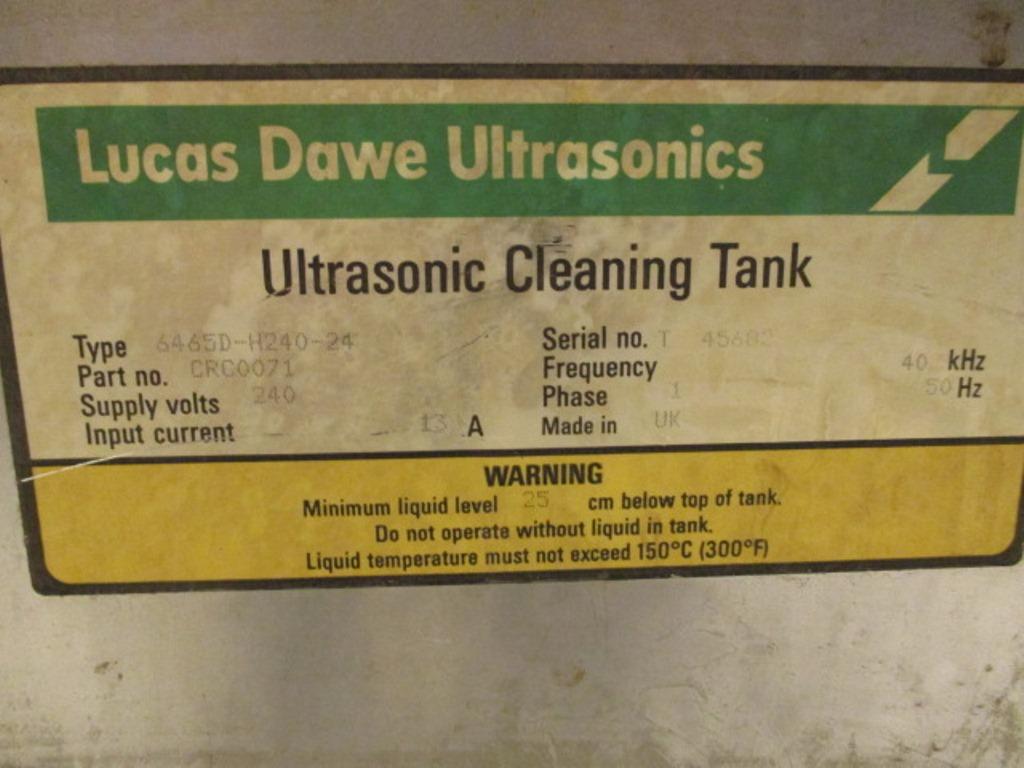 Lucas Dawe Ultrasonics
Ultrasonic Cleaning Tank
Type 6465D-H240-24
Part no. CRC0071
Supply volts 240
Input current 13 A
Serial no. T
Frequency 40 kHz
Phase 1 50 Hz
Made in UK
WARNING
Minimum liquid level 25 cm below top of tank.
Do not operate without liquid in tank.
Liquid temperature must not exceed 150°C (300°F)